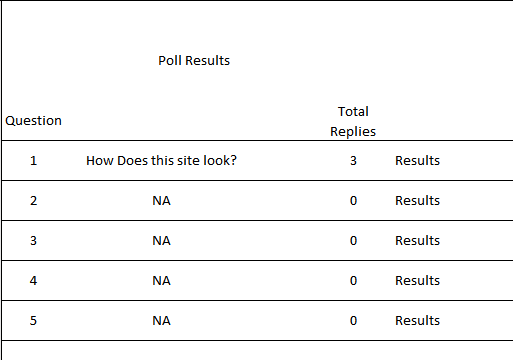 Poll Results
Question Total Replies
1 How Does this site look? 3 Results
2 NA 0 Results
3 NA 0 Results
4 NA 0 Results
5 NA 0 Results